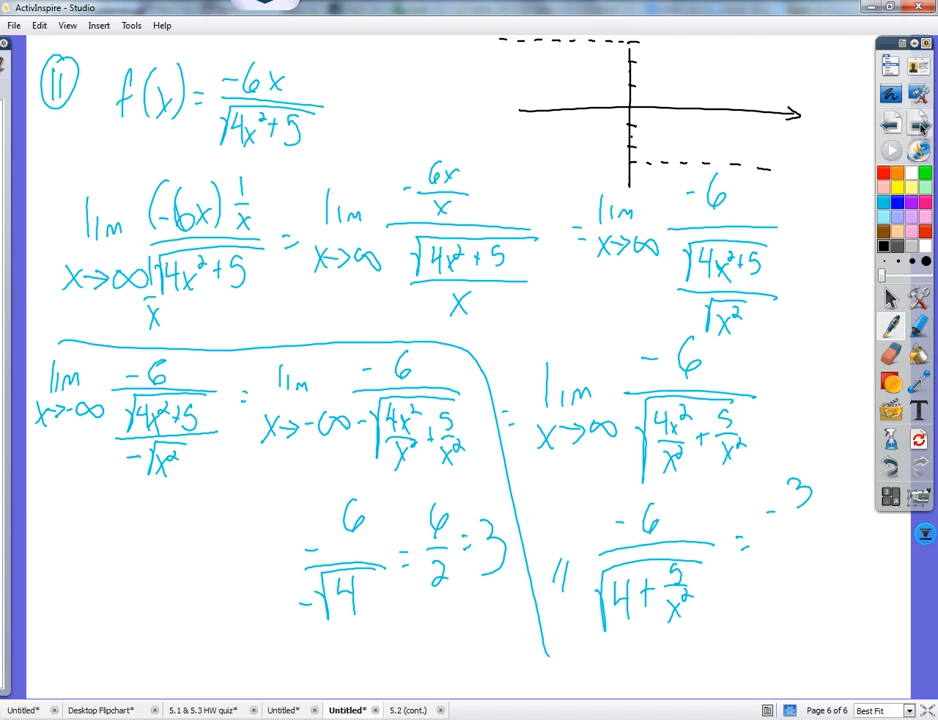 ActivInspire - Studio
File Edit View Insert Tools Help
11 f(x) = -6x / √(4x² + 5)
lim x→∞ (-6x) 1/x / √(4x² + 5) 1/x = lim x→∞ -6x/x / √(4x² + 5)/x = lim x→∞ -6 / √(4x²+5)/√x²
= lim x→∞ -6 / √(4x²/x² + 5/x²)
" -6 / √(4 + 5/x²) = -3
lim x→-∞ -6 / √(4x²+5)/-√x² = lim x→-∞ -6 / -√(4x²/x² + 5/x²)
-6 / -√4 = 6/2 = 3
Untitled* Desktop Flipchart* 5.1 & 5.3 HW quiz* Untitled* Untitled* 5.2 (cont.) Page 6 of 6 Best Fit